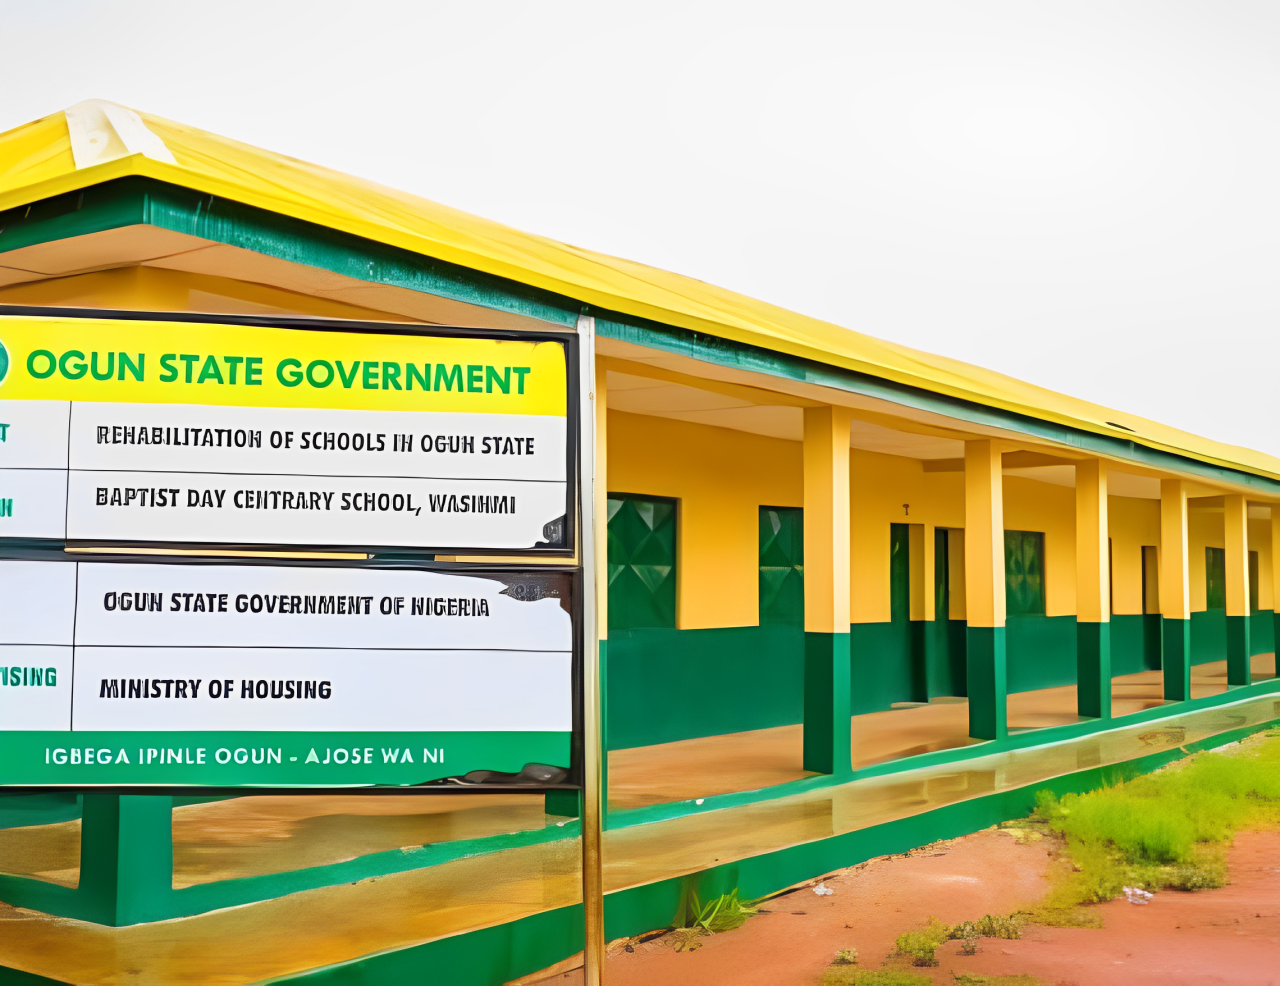 OGUN STATE GOVERNMENT
T
REHABILITATION OF SCHOOLS IN OGUN STATE
N
BAPTIST DAY CENTRARY SCHOOL, WASIHMI
OGUN STATE GOVERNMENT OF NIGERIA
NSING
MINISTRY OF HOUSING
IGBEGA IPINLE OGUN - AJOSE WA NI